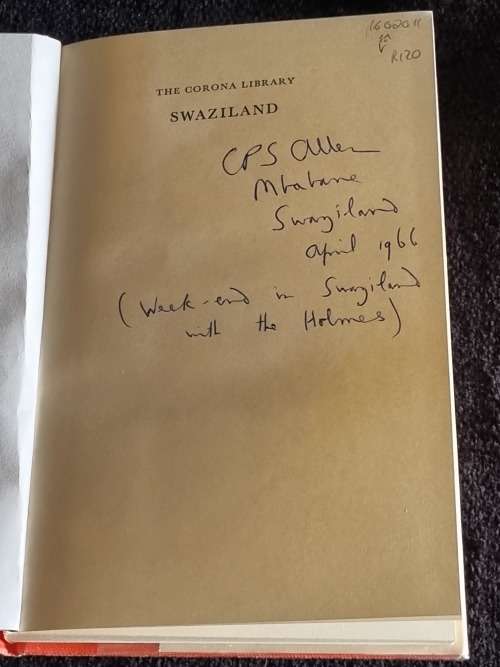 R120
THE CORONA LIBRARY
SWAZILAND
CPS Allen
Mbabane
Swaziland
April 1966
(Week-end in Swaziland
with the Holmes)